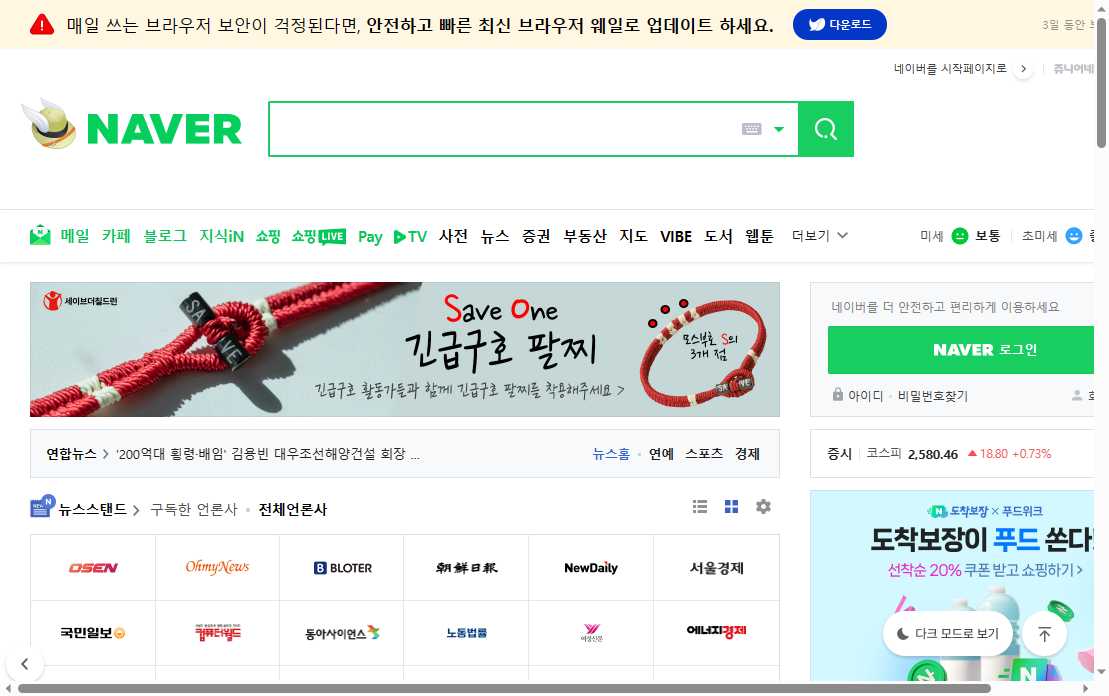 매일 쓰는 브라우저 보안이 걱정된다면, 안전하고 빠른 최신 브라우저 웨일로 업데이트 하세요. 다운로드 3일 동안
네이버를 시작페이지로 쥬니어네
NAVER
메일 카페 블로그 지식iN 쇼핑 쇼핑LIVE Pay TV 사전 뉴스 증권 부동산 지도 VIBE 도서 웹툰 더보기 미세 보통 초미세
세이브더칠드런
Save One
긴급구호 팔찌
긴급구호 활동가들과 함께 긴급구호 팔찌를 착용해주세요 >
SAVE
모스부호 S의
3개 점
SAVE
네이버를 더 안전하고 편리하게 이용하세요
NAVER 로그인
아이디 · 비밀번호찾기
연합뉴스 > '200억대 횡령·배임' 김용빈 대우조선해양건설 회장 ... 뉴스홈 · 연예 스포츠 경제
증시 코스피 2,580.46 ▲ 18.80 +0.73%
NEW N 뉴스스탠드 > 구독한 언론사 · 전체언론사
OSEN OhmyNews B BLOTER 朝鮮日報 NewDaily 서울경제
국민일보 컴퓨터월드 동아사이언스 노동법률 여성신문 에너지경제
N 도착보장 × 푸드위크
도착보장이 푸드 쏜다!
선착순 20% 쿠폰 받고 쇼핑하기 >
다크 모드로 보기